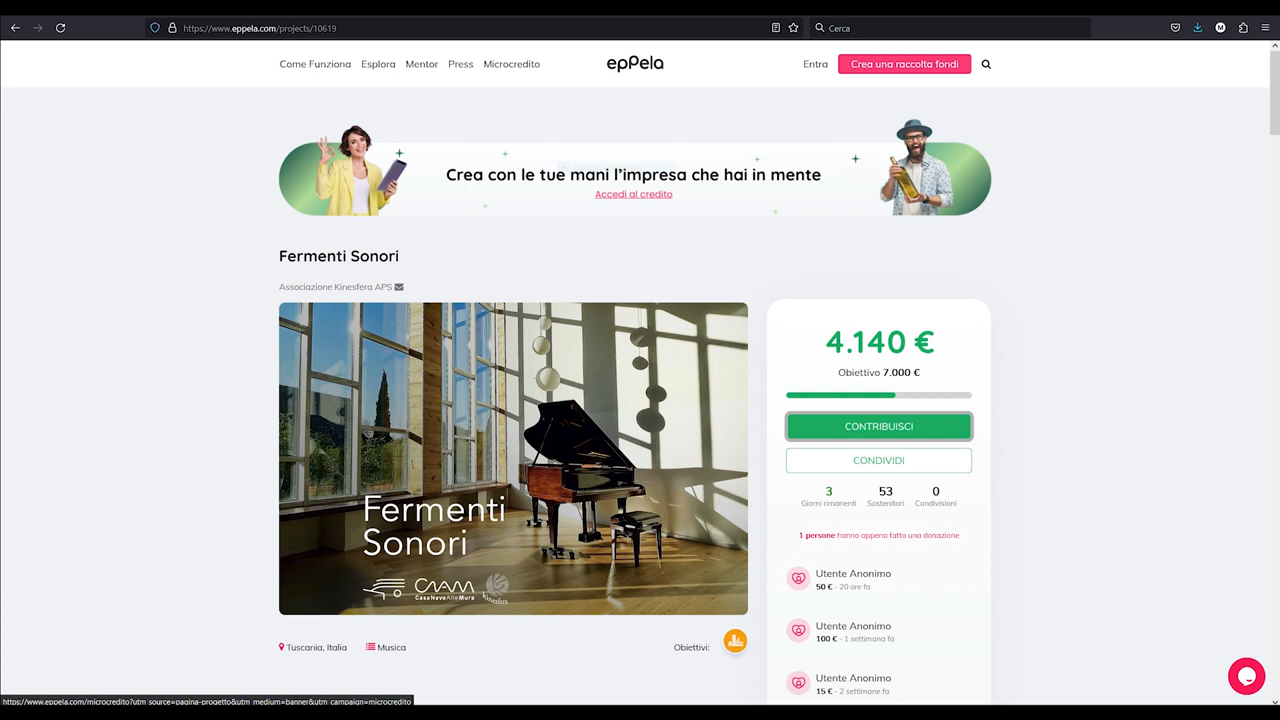 https://www.eppela.com/projects/10619
Cerca
Come Funziona Esplora Mentor Press Microcredito
epPela
Entra Crea una raccolta fondi
Crea con le tue mani l'impresa che hai in mente
Accedi al credito
Fermenti Sonori
Associazione Kinesfera APS
Fermenti
Sonori
CNAM
CasaNaveAlleMura
kinesfera
Tuscania, Italia Musica Obiettivi:
4.140 €
Obiettivo 7.000 €
CONTRIBUISCI
CONDIVIDI
3 53 0
Giorni rimanenti Sostenitori Condivisioni
1 persone hanno appena fatto una donazione
Utente Anonimo
50 € - 20 ore fa
Utente Anonimo
100 € - 1 settimana fa
Utente Anonimo
15 € - 2 settimane fa
https://www.eppela.com/microcredito?utm_source=pagina-progetto&utm_medium=banner&utm_campaign=microcredito